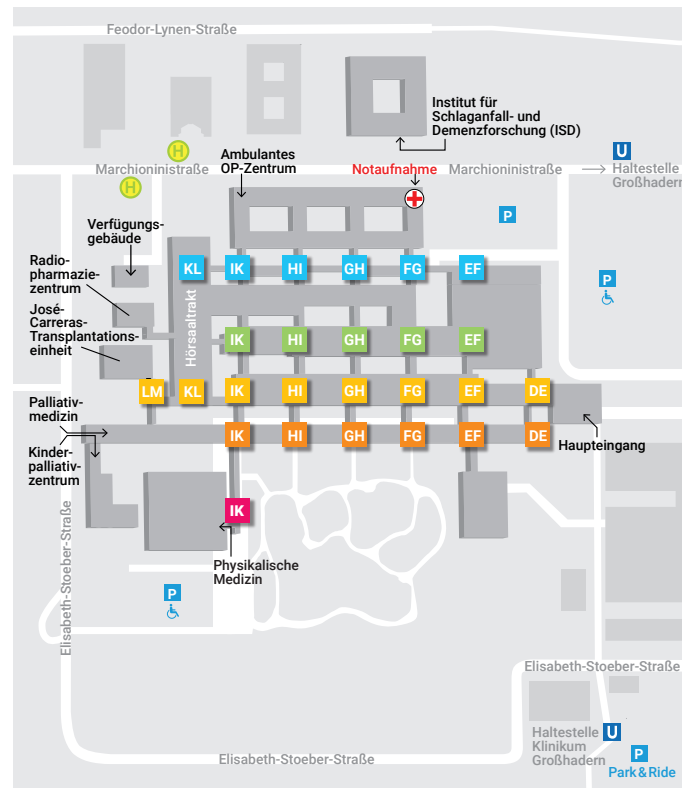 Feodor-Lynen-Straße
Institut für
Schlaganfall- und
Demenzforschung (ISD)
H
Ambulantes
OP-Zentrum
U
Marchioninistraße
Notaufnahme
Marchioninistraße
Haltestelle
Großhadern
H
P
Verfügungs-
gebäude
Radio-
pharmazie-
zentrum
José-
Carreras-
Transplantations-
einheit
Hörsaaltrakt
KL IK HI GH FG EF
P
IK HI GH FG EF
LM KL IK HI GH FG EF DE
Palliativ-
medizin
Kinder-
palliativ-
zentrum
IK HI GH FG EF DE
Haupteingang
IK
Elisabeth-Stoeber-Straße
Physikalische
Medizin
P
Elisabeth-Stoeber-Straße
Haltestelle
Klinikum
Großhadern
U
P
Park&Ride
Elisabeth-Stoeber-Straße